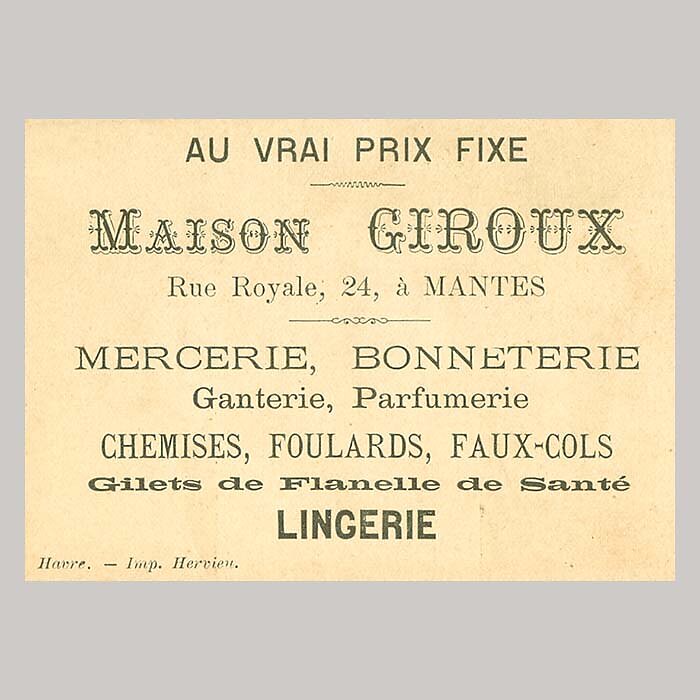 AU VRAI PRIX FIXE
MAISON GIROUX
Rue Royale, 24, à MANTES
MERCERIE, BONNETERIE
Ganterie, Parfumerie
CHEMISES, FOULARDS, FAUX-COLS
Gilets de Flanelle de Santé
LINGERIE
Havre. — Imp. Hervieu.